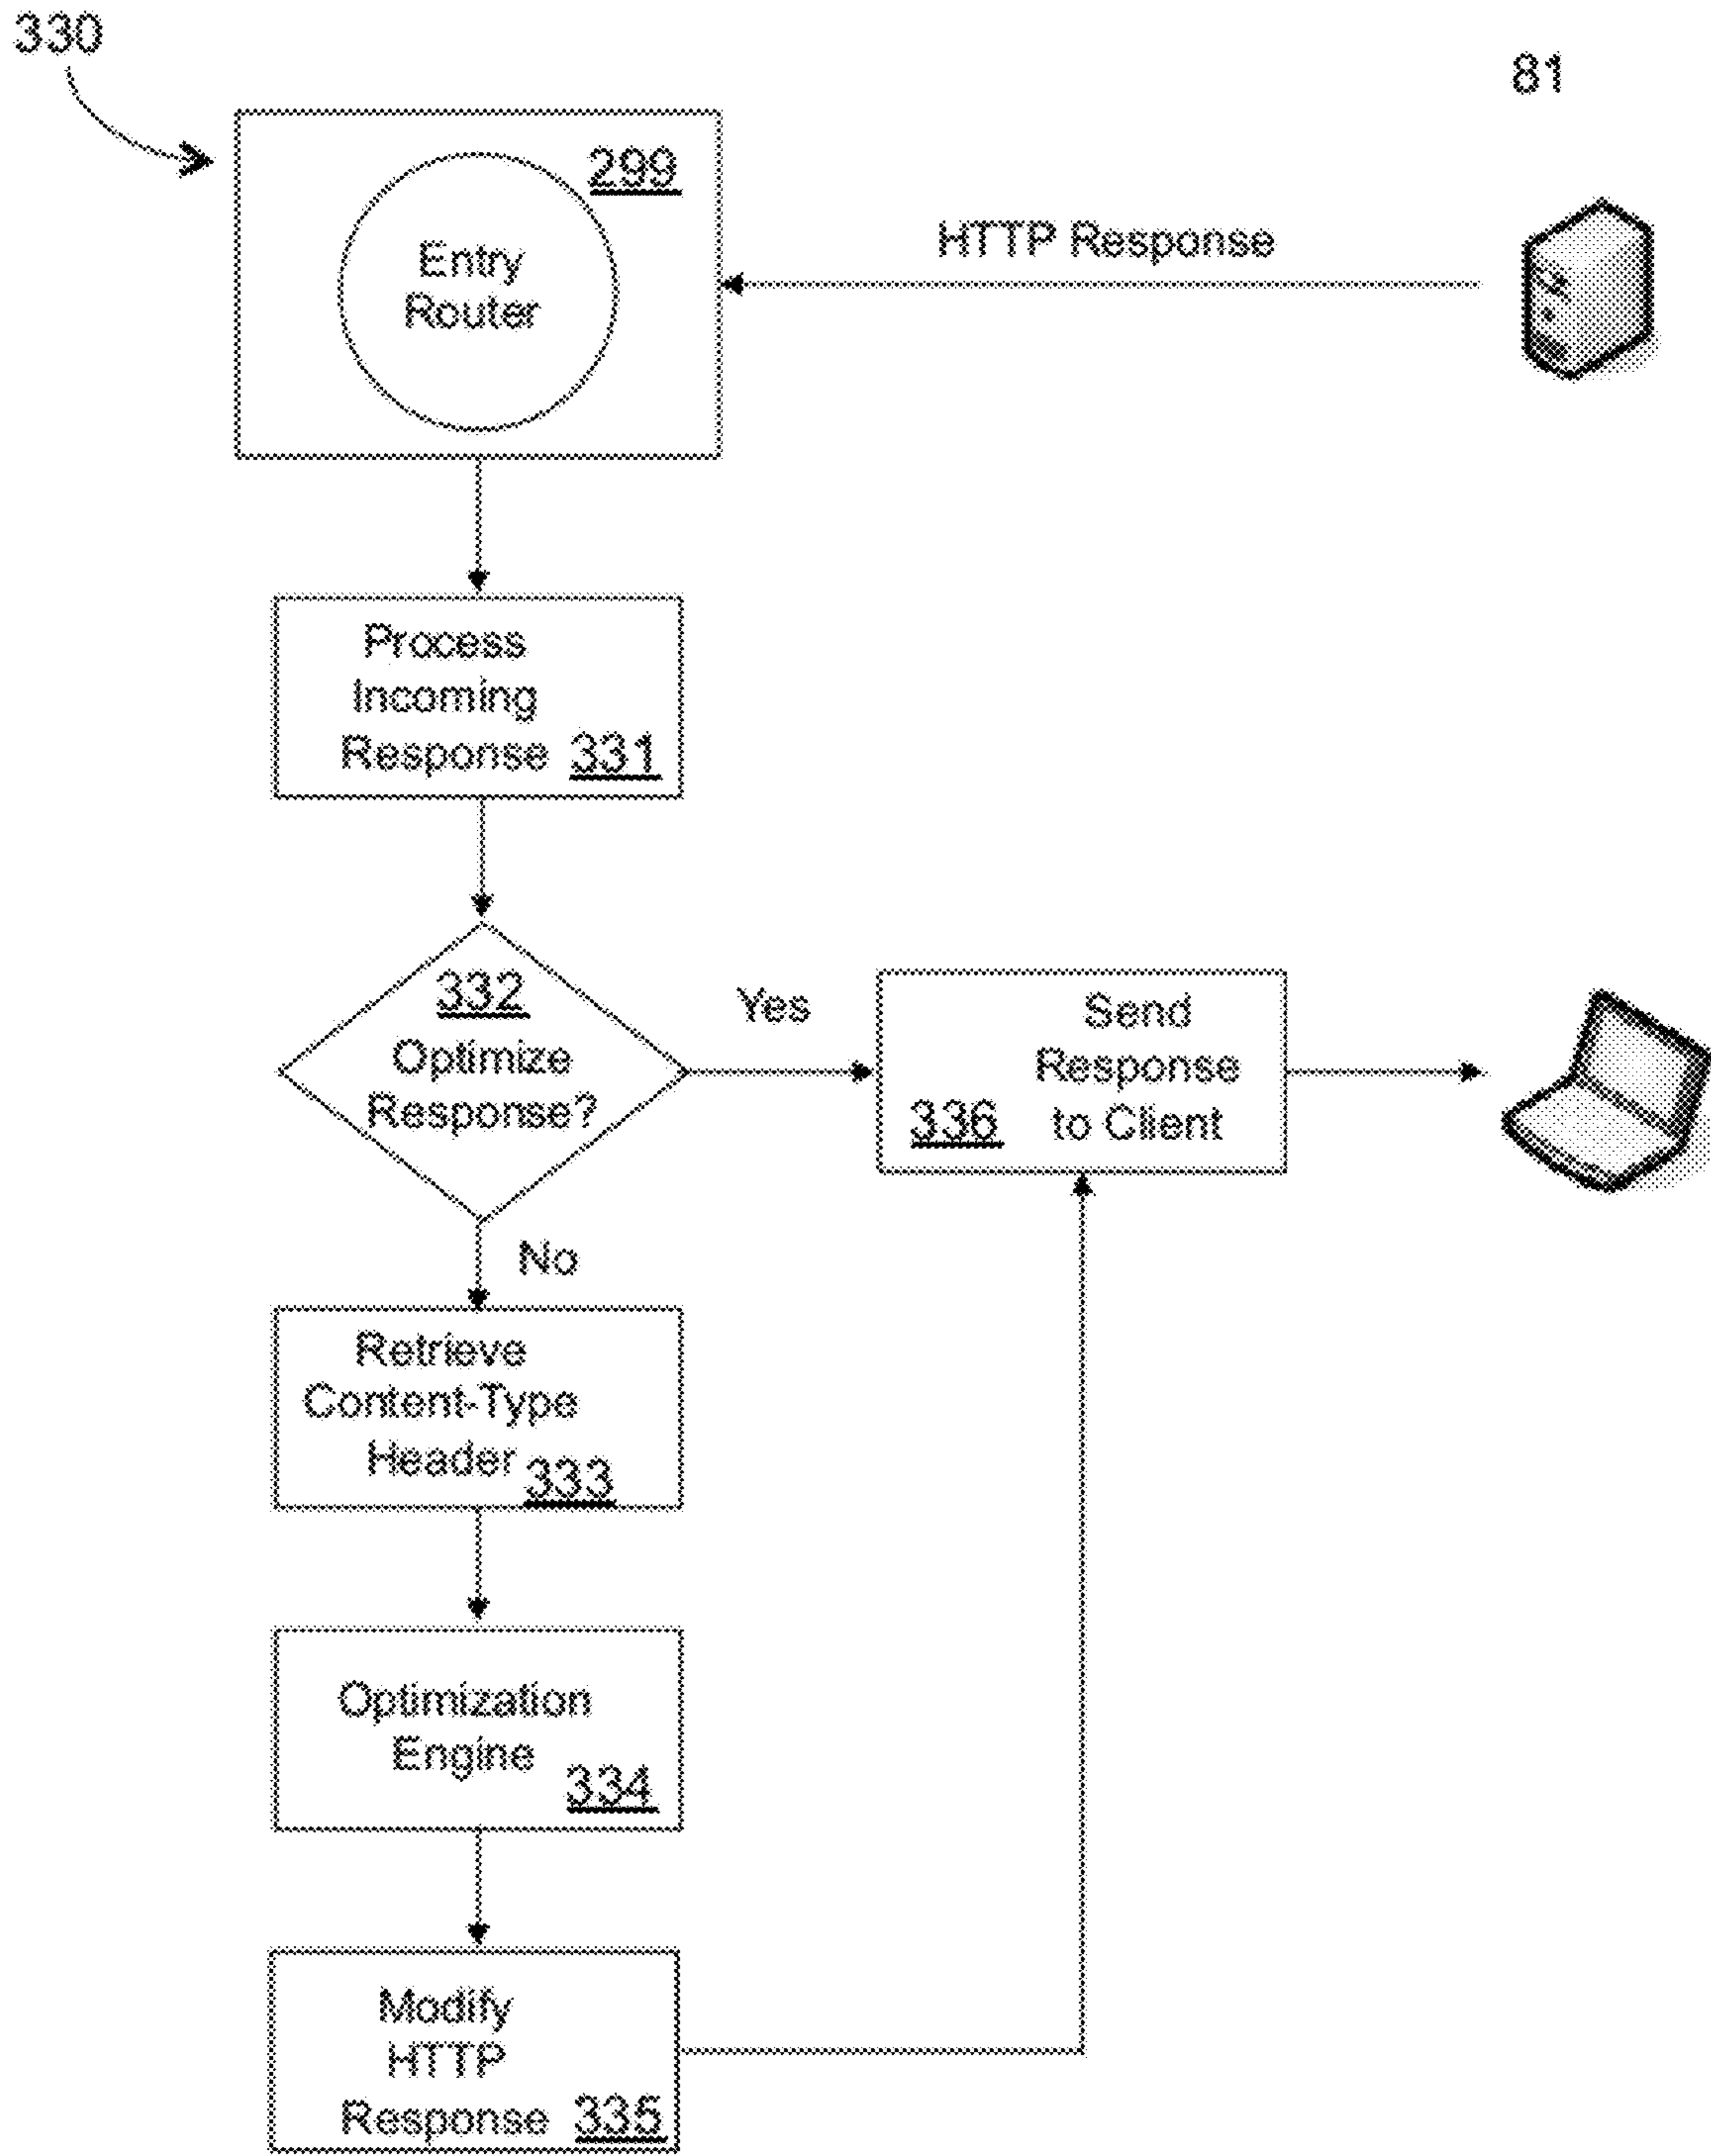 330
81
299
Entry
Router
HTTP Response
Process
Incoming
Response 331
332
Optimize
Response?
Yes
Send
Response
336 to Client
No
Retrieve
Content-Type
Header 333
Optimization
Engine
334
Modify
HTTP
Response 335